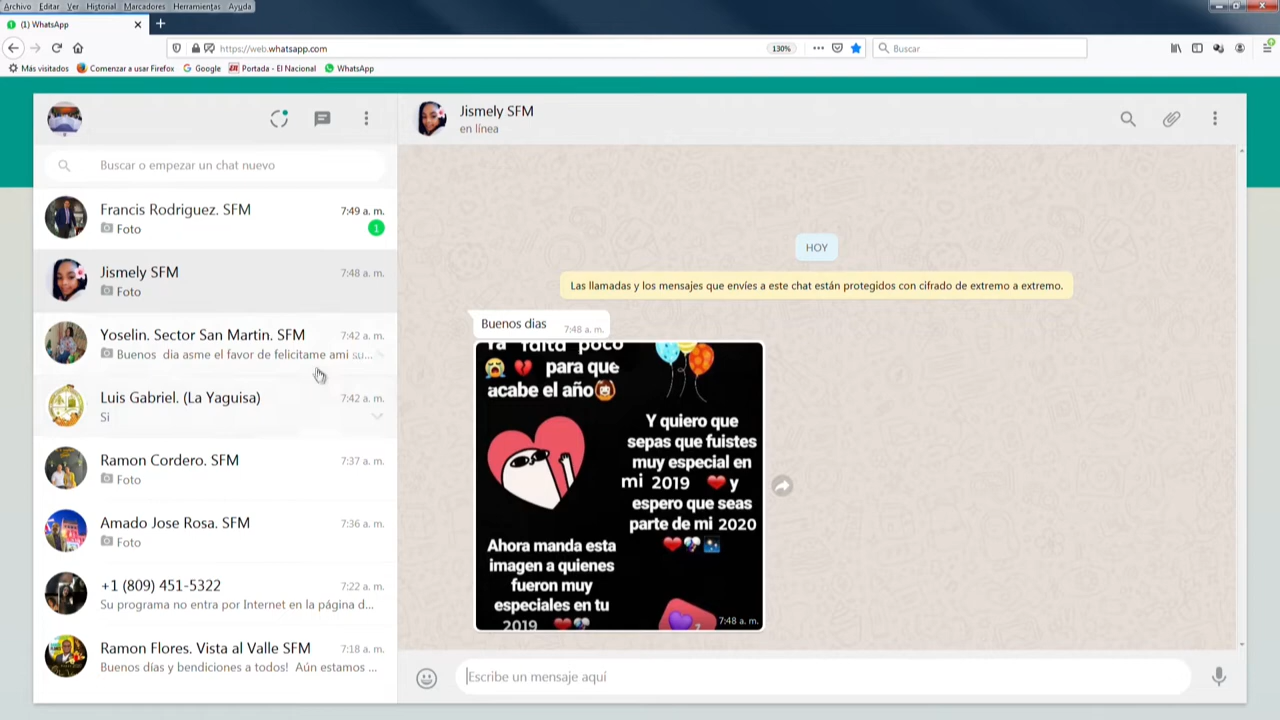 Archivo Editar Ver Historial Marcadores Herramientas Ayuda
(1) WhatsApp
https://web.whatsapp.com
130%
Buscar
Más visitados Comenzar a usar Firefox Google Portada - El Nacional WhatsApp
Jismely SFM
en línea
Buscar o empezar un chat nuevo
Francis Rodriguez. SFM 7:49 a. m.
Foto 1
Jismely SFM 7:48 a. m.
Foto
Yoselin. Sector San Martin. SFM 7:42 a. m.
Buenos dia asme el favor de felicitame ami su...
Luis Gabriel. (La Yaguisa) 7:42 a. m.
Si
Ramon Cordero. SFM 7:37 a. m.
Foto
Amado Jose Rosa. SFM 7:36 a. m.
Foto
+1 (809) 451-5322 7:22 a. m.
Su programa no entra por Internet en la página d...
Ramon Flores. Vista al Valle SFM 7:18 a. m.
Buenos días y bendiciones a todos! Aún estamos ...
HOY
Las llamadas y los mensajes que envíes a este chat están protegidos con cifrado de extremo a extremo.
Buenos dias 7:48 a. m.
Ya falta poco
😭 💔 para que
acabe el año
Y quiero que
sepas que fuistes
muy especial en
mi 2019 ❤️ y
espero que seas
parte de mi 2020
Ahora manda esta
imagen a quienes
fueron muy
especiales en tu
2019
7:48 a. m.
Escribe un mensaje aquí